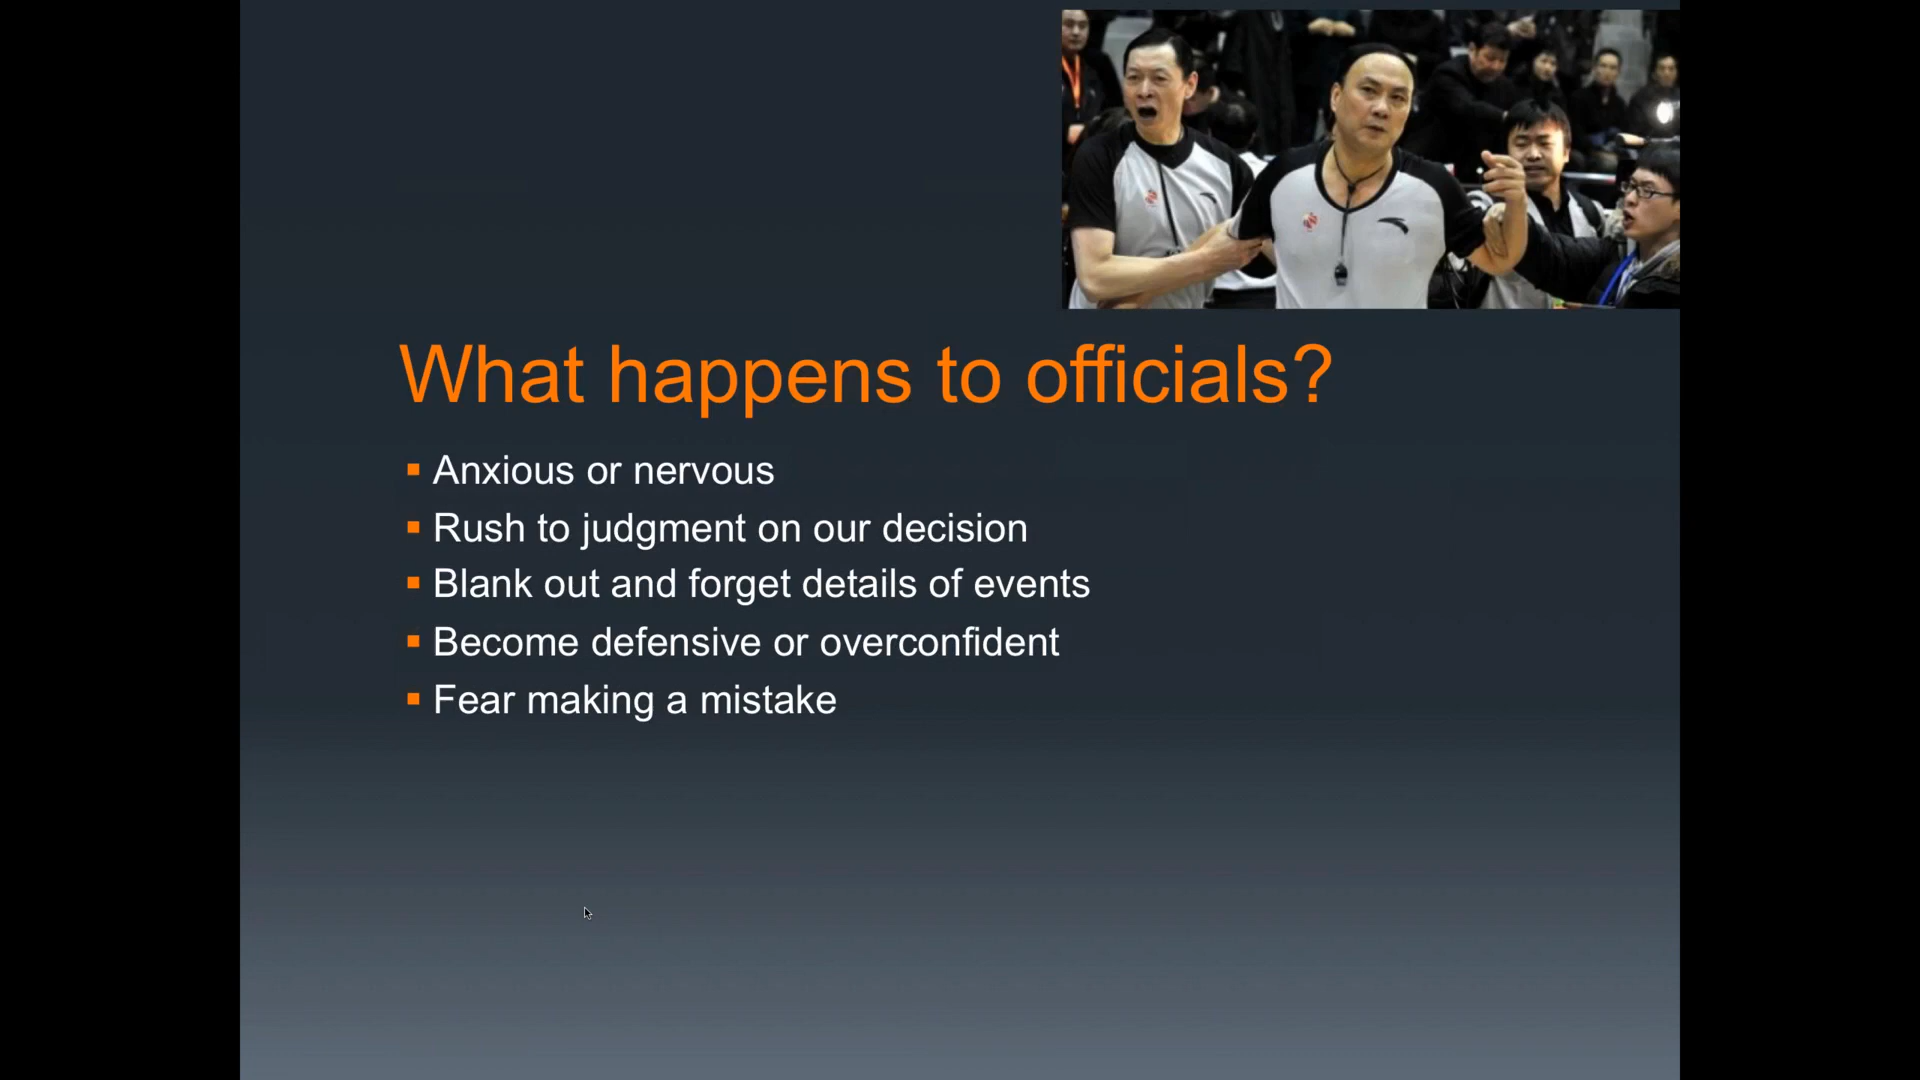 What happens to officials?
Anxious or nervous
Rush to judgment on our decision
Blank out and forget details of events
Become defensive or overconfident
Fear making a mistake